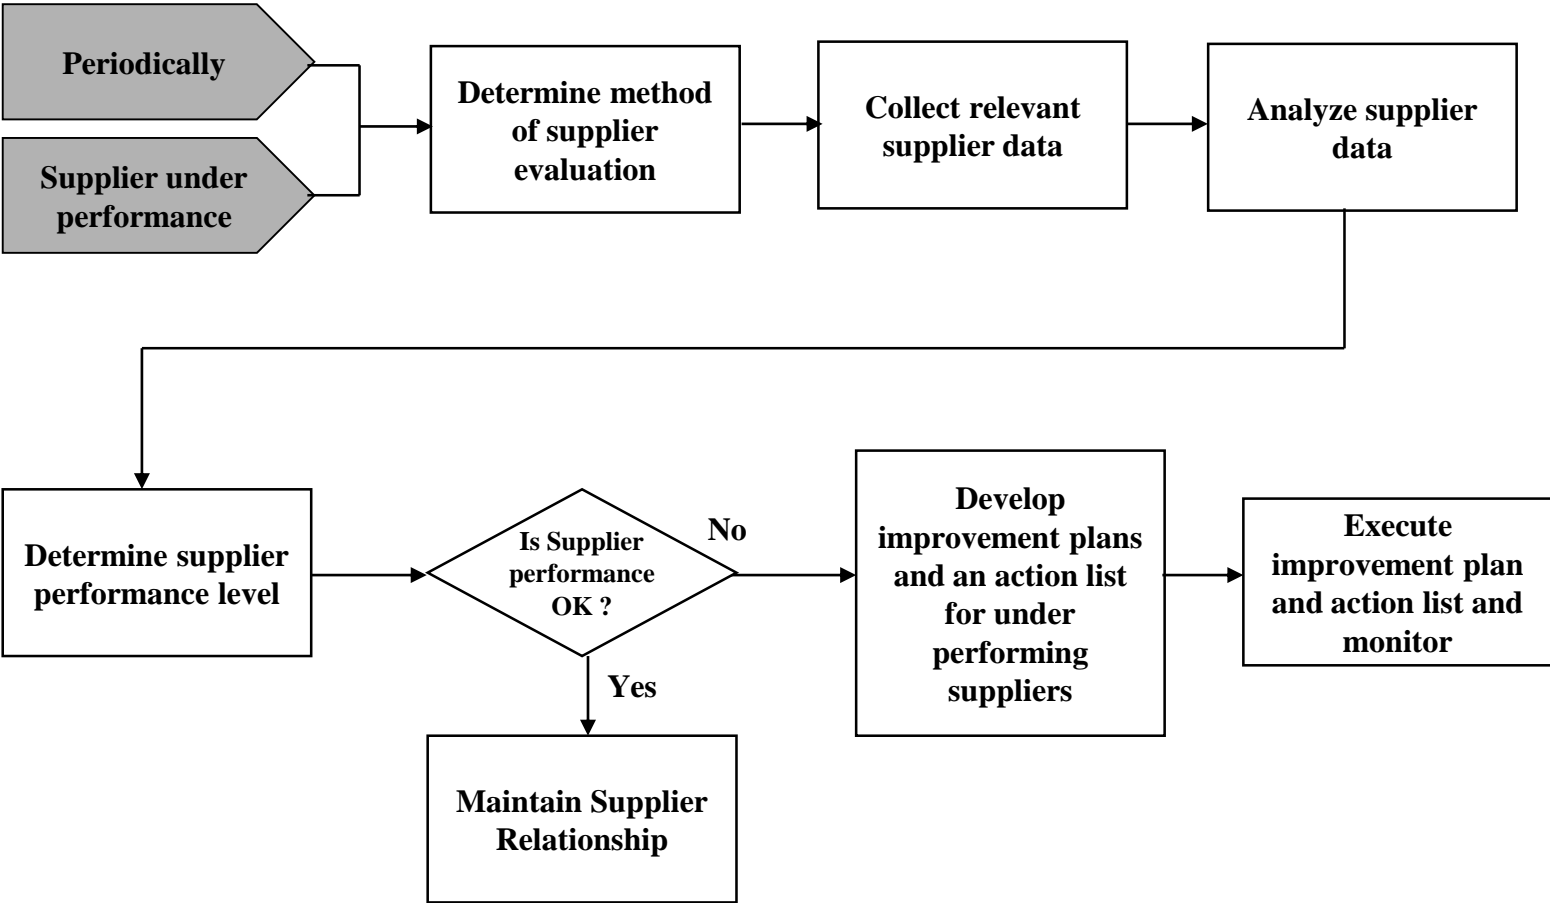 Periodically
Supplier under
performance
Determine method
of supplier
evaluation
Collect relevant
supplier data
Analyze supplier
data
Determine supplier
performance level
Is Supplier
performance
OK ?
No
Yes
Develop
improvement plans
and an action list
for under
performing
suppliers
Execute
improvement plan
and action list and
monitor
Maintain Supplier
Relationship